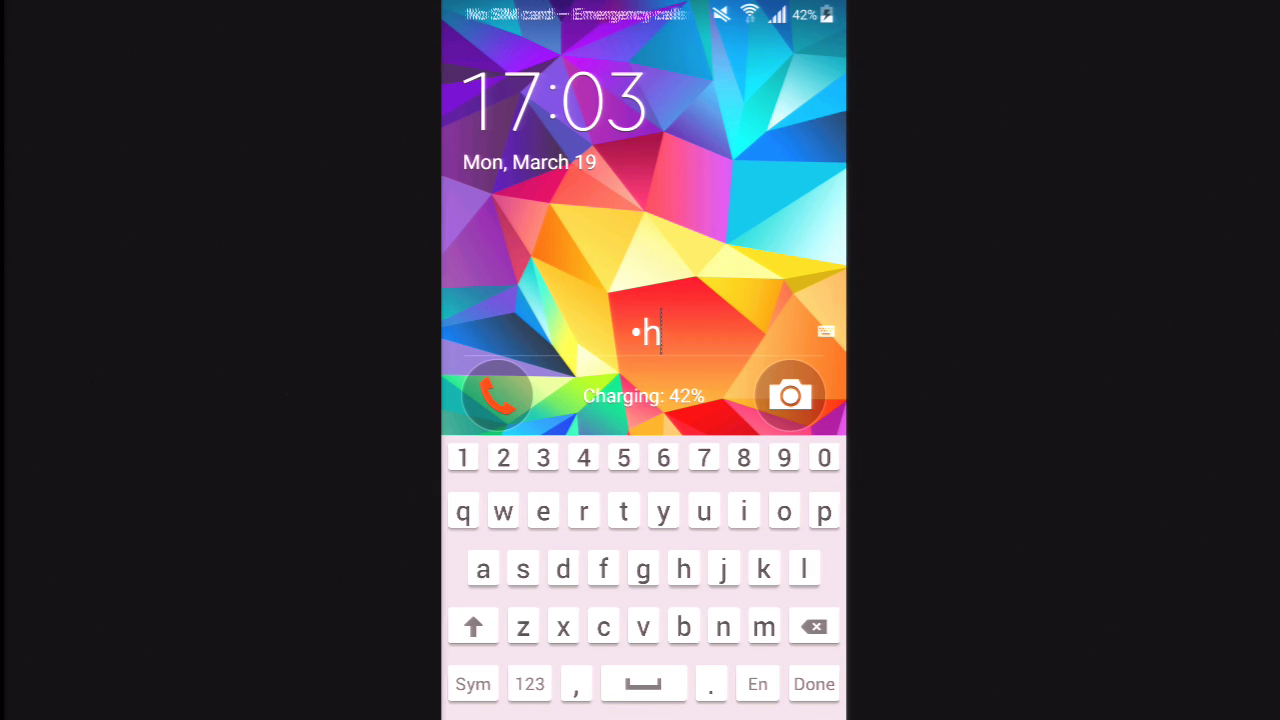 No SIM card – Emergency calls
42%
17:03
Mon, March 19
•h
Charging: 42%
1 2 3 4 5 6 7 8 9 0
q w e r t y u i o p
a s d f g h j k l
z x c v b n m
Sym 123 , . En Done